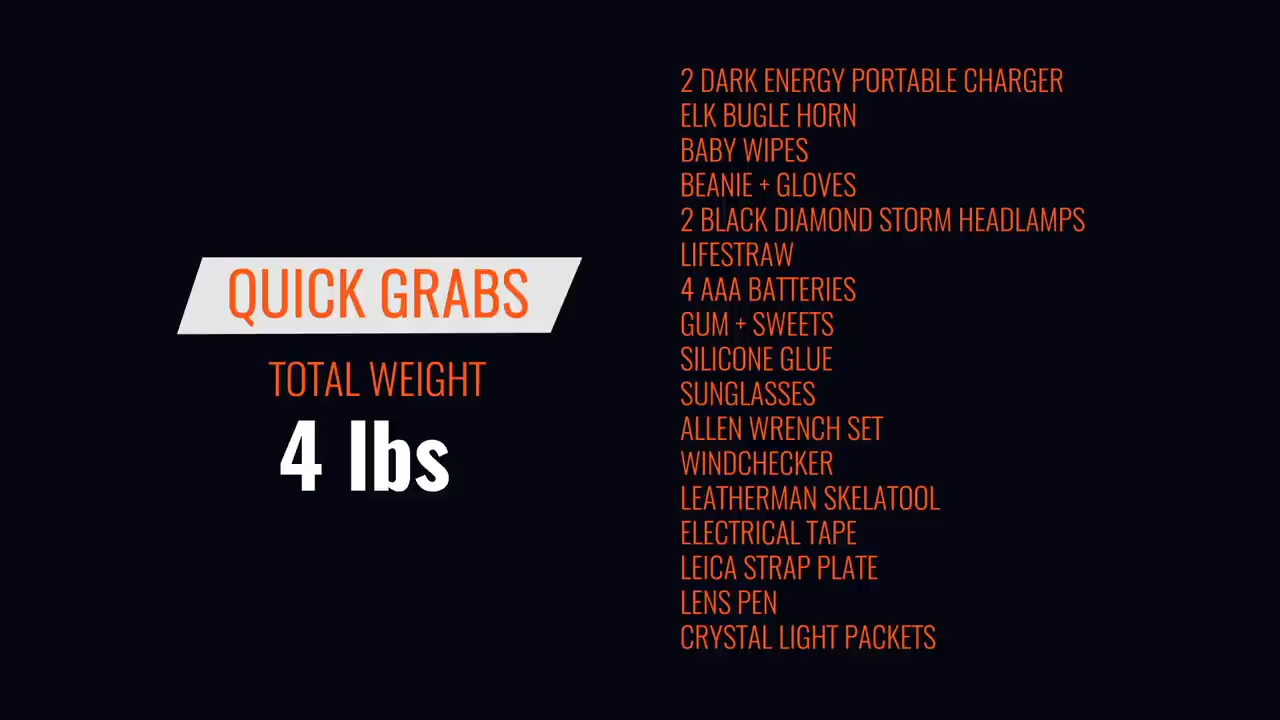 QUICK GRABS
TOTAL WEIGHT
4 lbs
2 DARK ENERGY PORTABLE CHARGER
ELK BUGLE HORN
BABY WIPES
BEANIE + GLOVES
2 BLACK DIAMOND STORM HEADLAMPS
LIFESTRAW
4 AAA BATTERIES
GUM + SWEETS
SILICONE GLUE
SUNGLASSES
ALLEN WRENCH SET
WINDCHECKER
LEATHERMAN SKELATOOL
ELECTRICAL TAPE
LEICA STRAP PLATE
LENS PEN
CRYSTAL LIGHT PACKETS